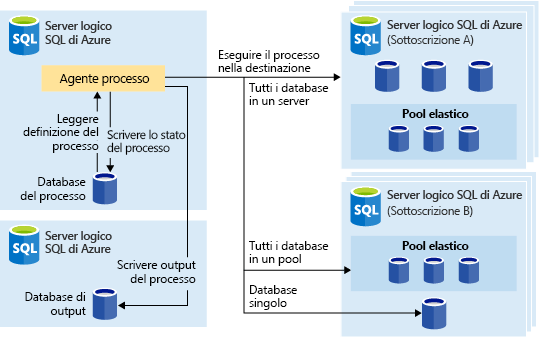 Server logico
SQL di Azure
SQL
Agente processo
Leggere
definizione del
processo
Scrivere lo stato
del processo
Database
del processo
Server logico
SQL di Azure
SQL
Scrivere output
del processo
Database di
output
Eseguire il processo
nella destinazione
Tutti i database
in un server
Tutti i database
in un pool
Database
singolo
Server logico SQL di Azure
(Sottoscrizione A)
SQL
Pool elastico
Server logico SQL di Azure
(Sottoscrizione B)
SQL
Pool elastico